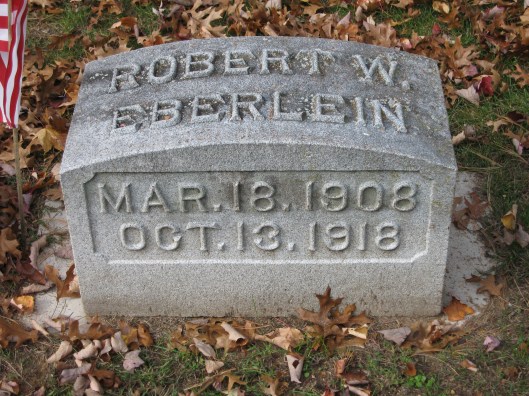 ROBERT W.
EBERLEIN
MAR. 18. 1908
OCT. 13. 1918